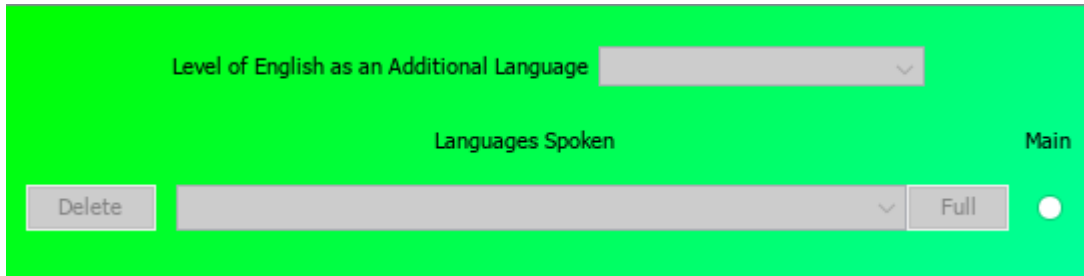 Level of English as an Additional Language
Languages Spoken Main
Delete Full